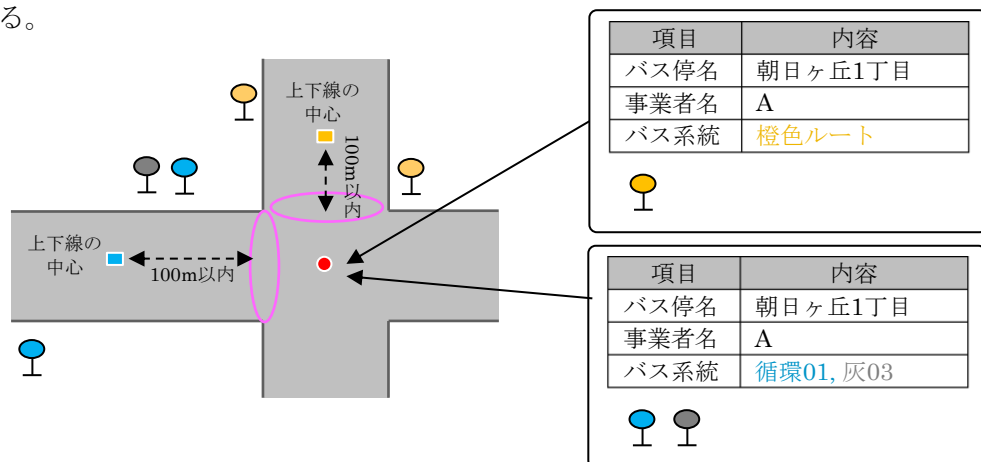 る。
上下線の
中心
100m以内
上下線の
中心
100m以内
項目 内容
バス停名 朝日ヶ丘1丁目
事業者名 A
バス系統 橙色ルート
項目 内容
バス停名 朝日ヶ丘1丁目
事業者名 A
バス系統 循環01, 灰03